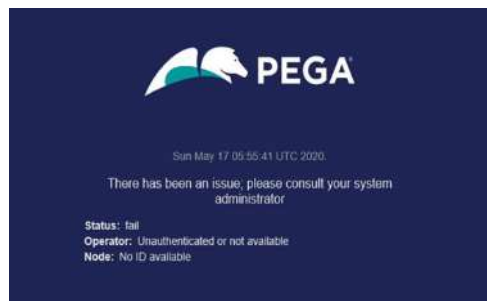 PEGA
Sun May 17 05:55:41 UTC 2020.
There has been an issue; please consult your system
administrator
Status: fail
Operator: Unauthenticated or not available
Node: No ID available